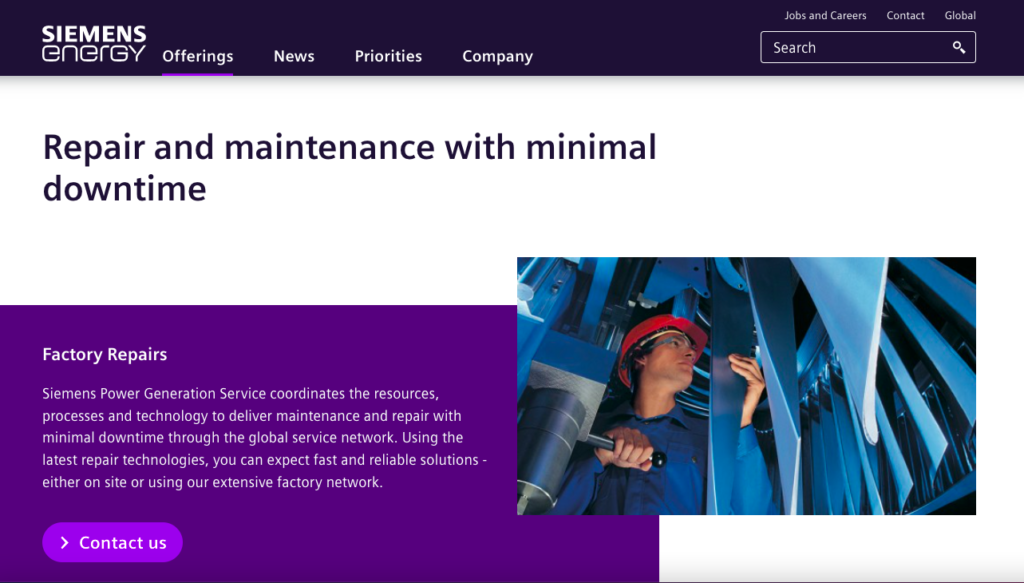 Jobs and Careers Contact Global
SIEMENS
energy
Offerings News Priorities Company
Search
Repair and maintenance with minimal
downtime
Factory Repairs
Siemens Power Generation Service coordinates the resources,
processes and technology to deliver maintenance and repair with
minimal downtime through the global service network. Using the
latest repair technologies, you can expect fast and reliable solutions -
either on site or using our extensive factory network.
Contact us